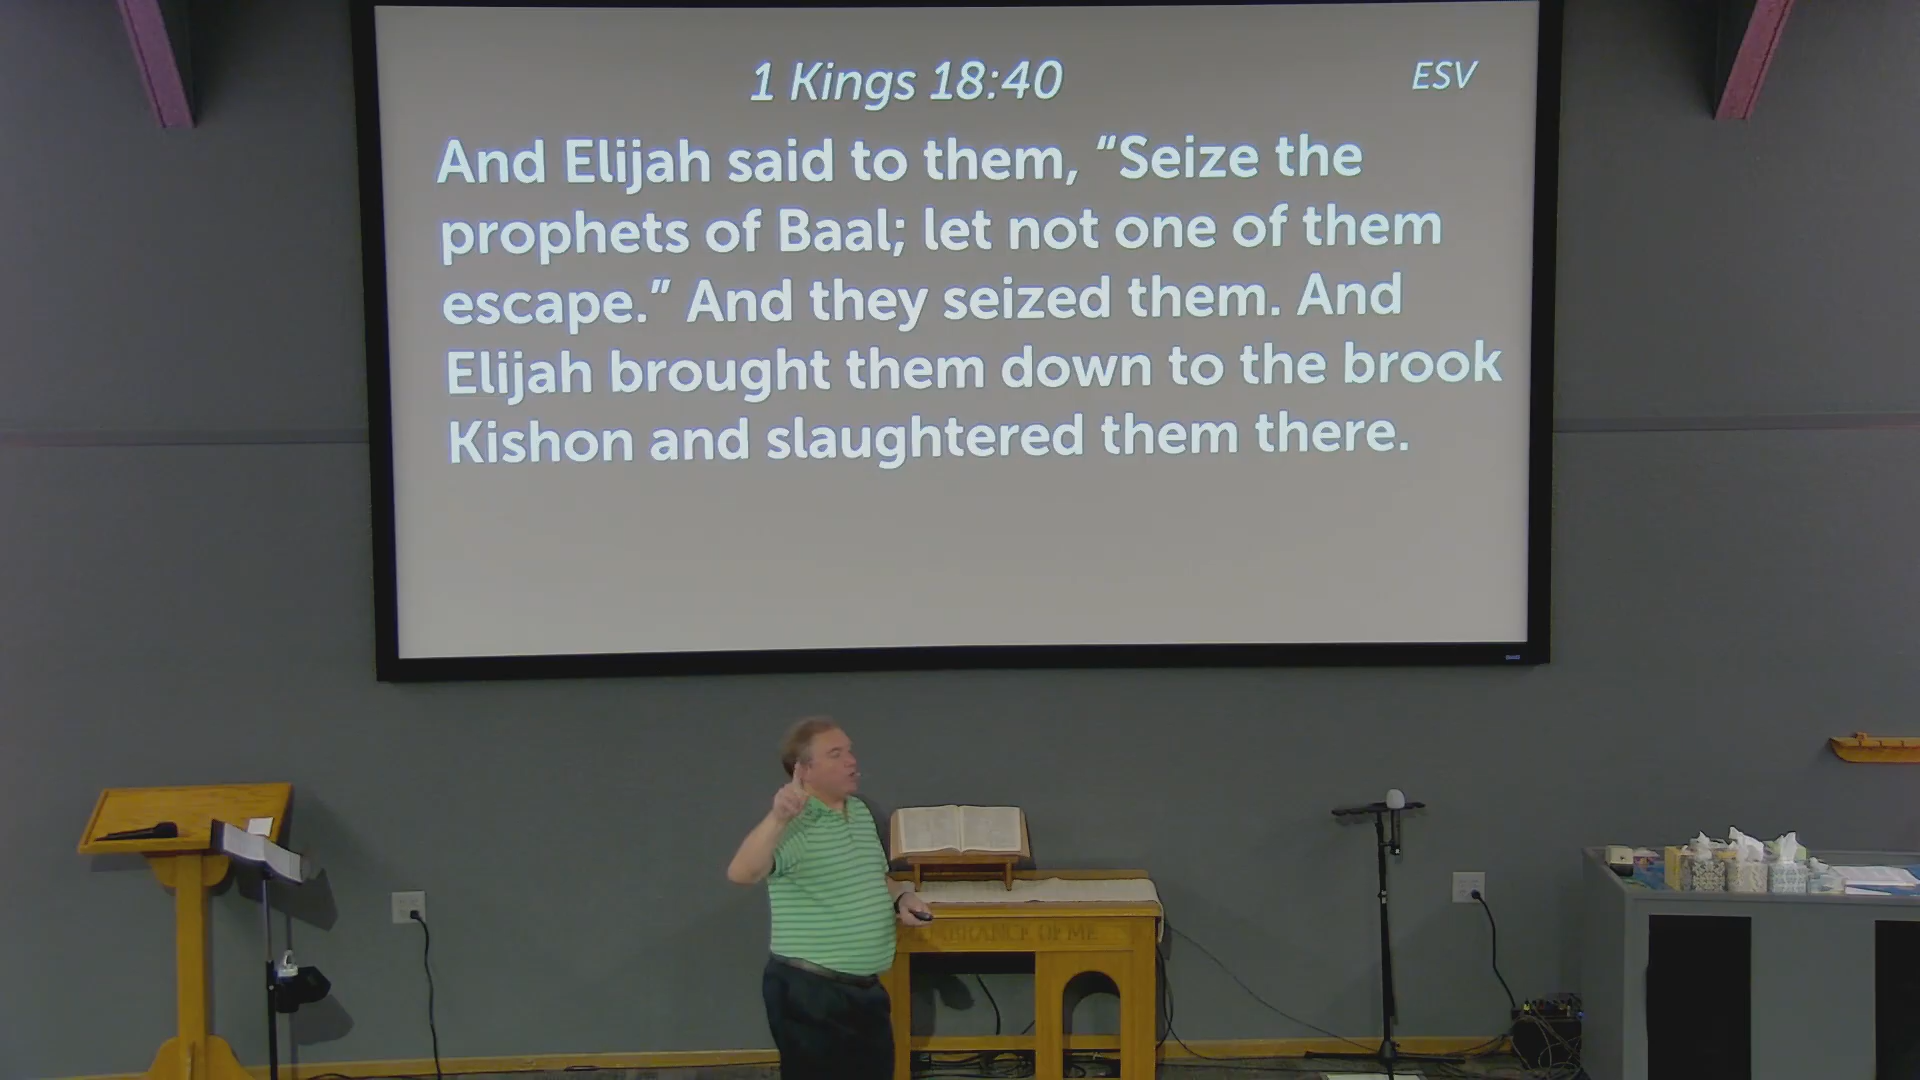 1 Kings 18:40
ESV
And Elijah said to them, “Seize the
prophets of Baal; let not one of them
escape.” And they seized them. And
Elijah brought them down to the brook
Kishon and slaughtered them there.
OF ME